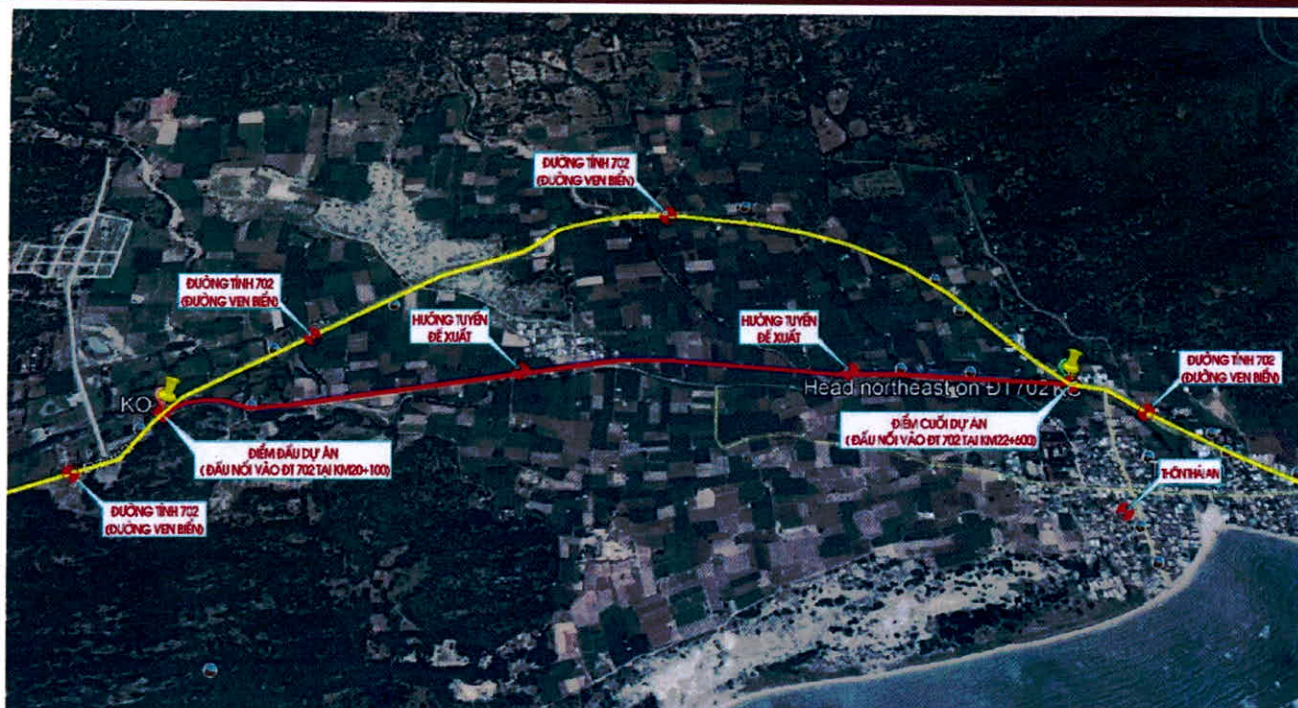 ĐƯỜNG TỈNH 702
(ĐƯỜNG VEN BIỂN)
ĐƯỜNG TỈNH 702
(ĐƯỜNG VEN BIỂN)
HƯỚNG TUYẾN
ĐỀ XUẤT
HƯỚNG TUYẾN
ĐỀ XUẤT
ĐƯỜNG TỈNH 702
(ĐƯỜNG VEN BIỂN)
KO
Head northeast on ĐT702
KC
ĐIỂM ĐẦU DỰ ÁN
( ĐẤU NỐI VÀO ĐT 702 TẠI KM20+100)
ĐIỂM CUỐI DỰ ÁN
( ĐẤU NỐI VÀO ĐT 702 TẠI KM22+600)
THÔN THÁI AN
ĐƯỜNG TỈNH 702
(ĐƯỜNG VEN BIỂN)